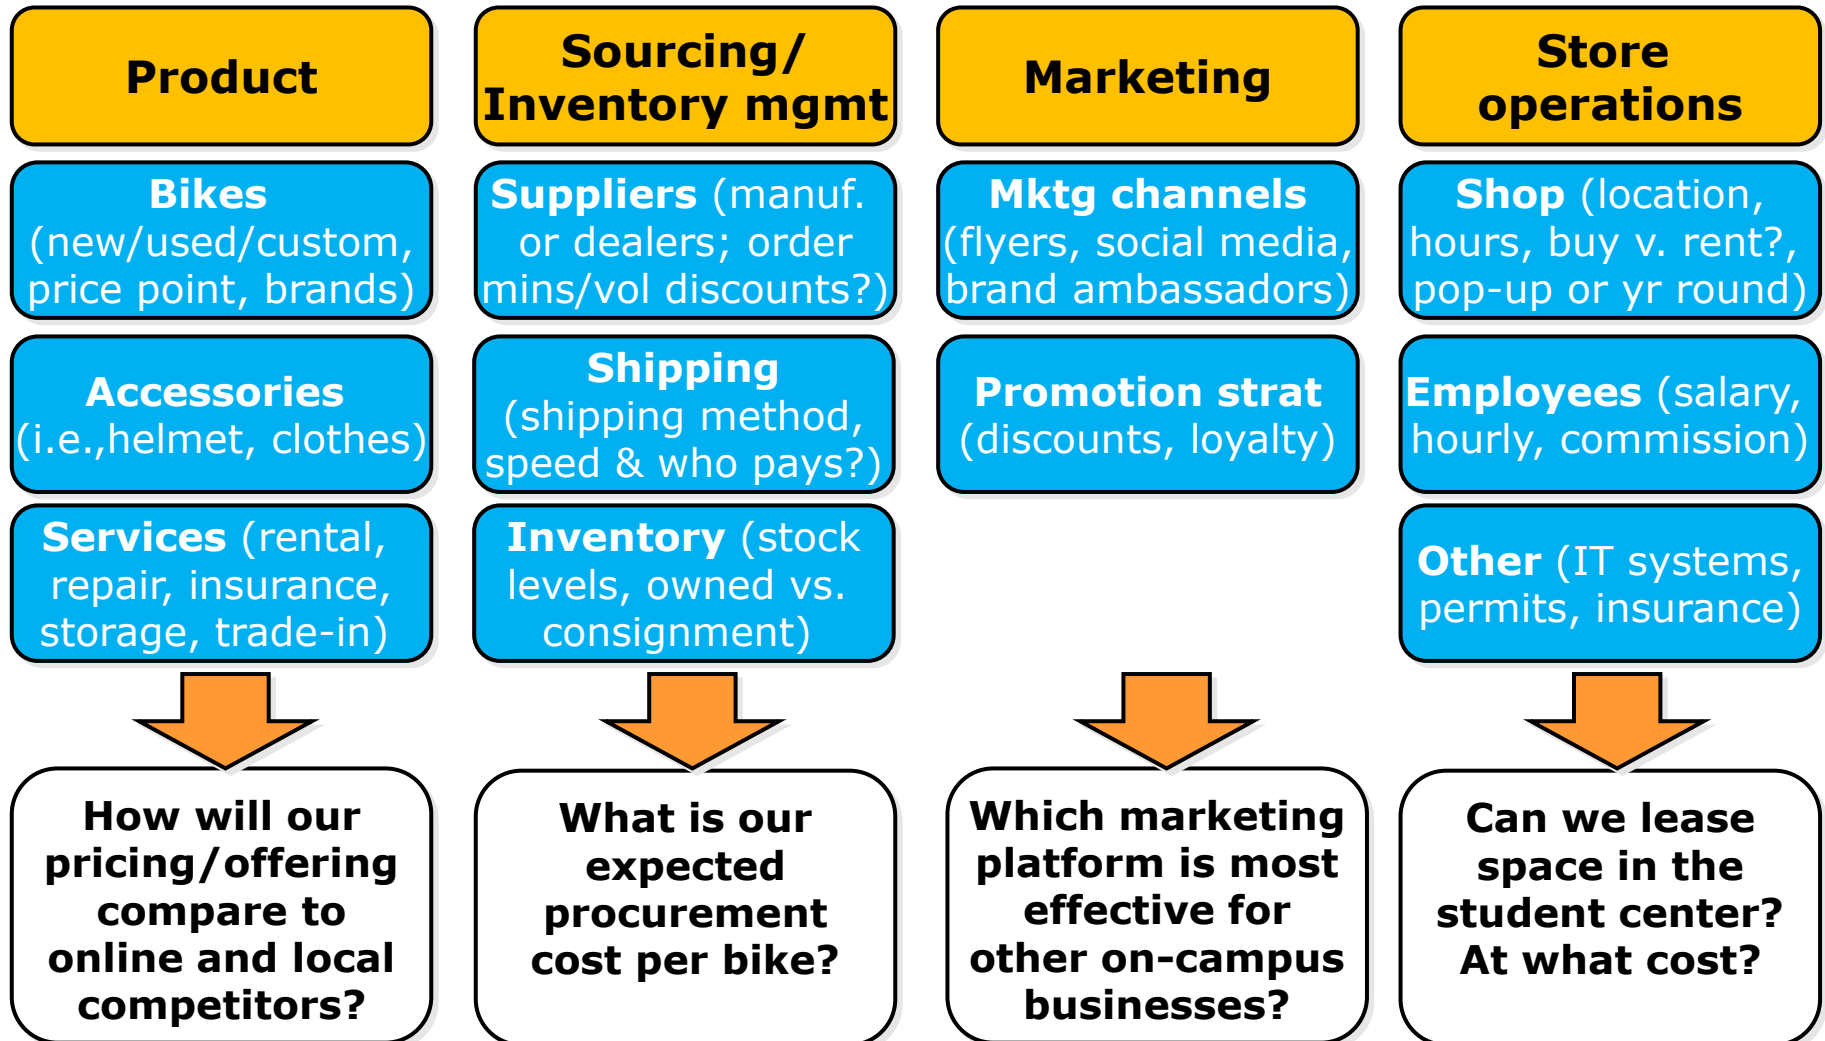 Product
Sourcing/
Inventory mgmt
Marketing
Store
operations
Bikes
(new/used/custom,
price point, brands)
Suppliers (manuf.
or dealers; order
mins/vol discounts?)
Mktg channels
(flyers, social media,
brand ambassadors)
Shop (location,
hours, buy v. rent?,
pop-up or yr round)
Accessories
(i.e.,helmet, clothes)
Shipping
(shipping method,
speed & who pays?)
Promotion strat
(discounts, loyalty)
Employees (salary,
hourly, commission)
Services (rental,
repair, insurance,
storage, trade-in)
Inventory (stock
levels, owned vs.
consignment)
Other (IT systems,
permits, insurance)
How will our
pricing/offering
compare to
online and local
competitors?
What is our
expected
procurement
cost per bike?
Which marketing
platform is most
effective for
other on-campus
businesses?
Can we lease
space in the
student center?
At what cost?